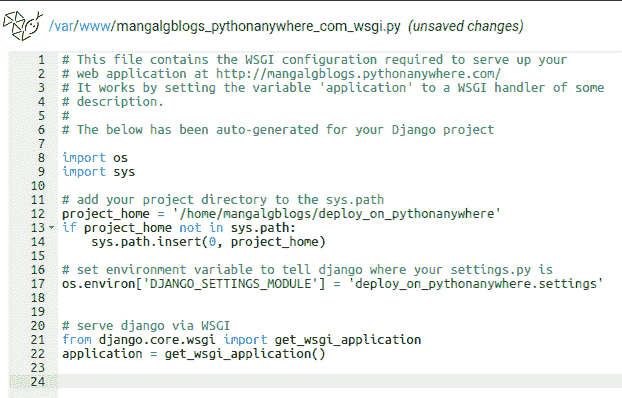 /var/www/mangalgblogs_pythonanywhere_com_wsgi.py (unsaved changes)
1 # This file contains the WSGI configuration required to serve up your
2 # web application at http://mangalgblogs.pythonanywhere.com/
3 # It works by setting the variable 'application' to a WSGI handler of some
4 # description.
5 #
6 # The below has been auto-generated for your Django project
7
8 import os
9 import sys
10
11 # add your project directory to the sys.path
12 project_home = '/home/mangalgblogs/deploy_on_pythonanywhere'
13 if project_home not in sys.path:
14     sys.path.insert(0, project_home)
15
16 # set environment variable to tell django where your settings.py is
17 os.environ['DJANGO_SETTINGS_MODULE'] = 'deploy_on_pythonanywhere.settings'
18
19
20 # serve django via WSGI
21 from django.core.wsgi import get_wsgi_application
22 application = get_wsgi_application()
23
24